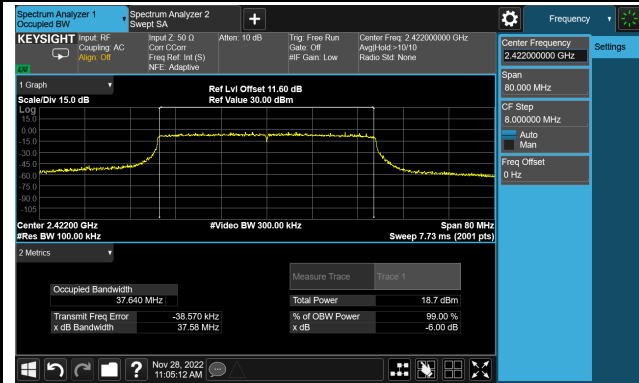 Spectrum Analyzer 1
Occupied BW
Spectrum Analyzer 2
Swept SA
Frequency
KEYSIGHT
Input: RF
Coupling: AC
Align: Off
Input Z: 50 Ω
Corr CCorr
Freq Ref: Int (S)
NFE: Adaptive
Atten: 10 dB
Trig: Free Run
Gate: Off
#IF Gain: Low
Center Freq: 2.422000000 GHz
Avg|Hold:>10/10
Radio Std: None
LXI
1 Graph
Scale/Div 15.0 dB
Ref Lvl Offset 11.60 dB
Ref Value 30.00 dBm
Log
15.0
0.00
-15.0
-30.0
-45.0
-60.0
-75.0
-90.0
-105
Center 2.42200 GHz
#Res BW 100.00 kHz
#Video BW 300.00 kHz
Span 80 MHz
Sweep 7.73 ms (2001 pts)
2 Metrics
Measure Trace
Trace 1
Occupied Bandwidth
37.640 MHz
Total Power
18.7 dBm
Transmit Freq Error
-38.570 kHz
% of OBW Power
99.00 %
x dB Bandwidth
37.58 MHz
x dB
-6.00 dB
Center Frequency
2.422000000 GHz
Settings
Span
80.000 MHz
CF Step
8.000000 MHz
Auto
Man
Freq Offset
0 Hz
?
Nov 28, 2022
11:05:12 AM